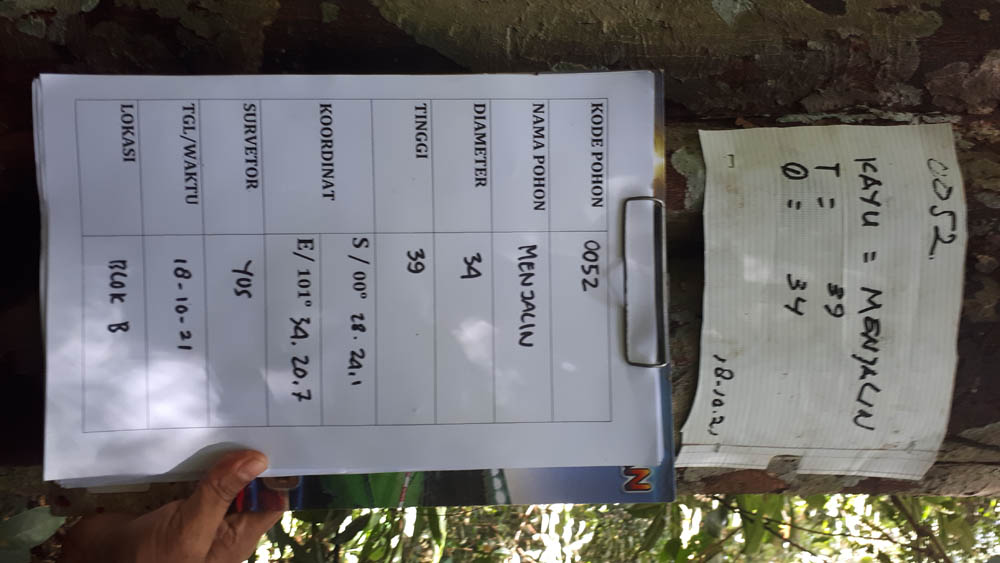 0052.
KAYU = MENJALIN
T = 39
Ø = 34
18-10-21
AN
KODE POHON 0052
NAMA POHON MENJALIN
DIAMETER 34
TINGGI 39
KOORDINAT S / 00° 28. 24,1
E/ 101° 34. 20.7
SURVETOR YUS
TGL/WAKTU 18-10-21
LOKASI BLOK B